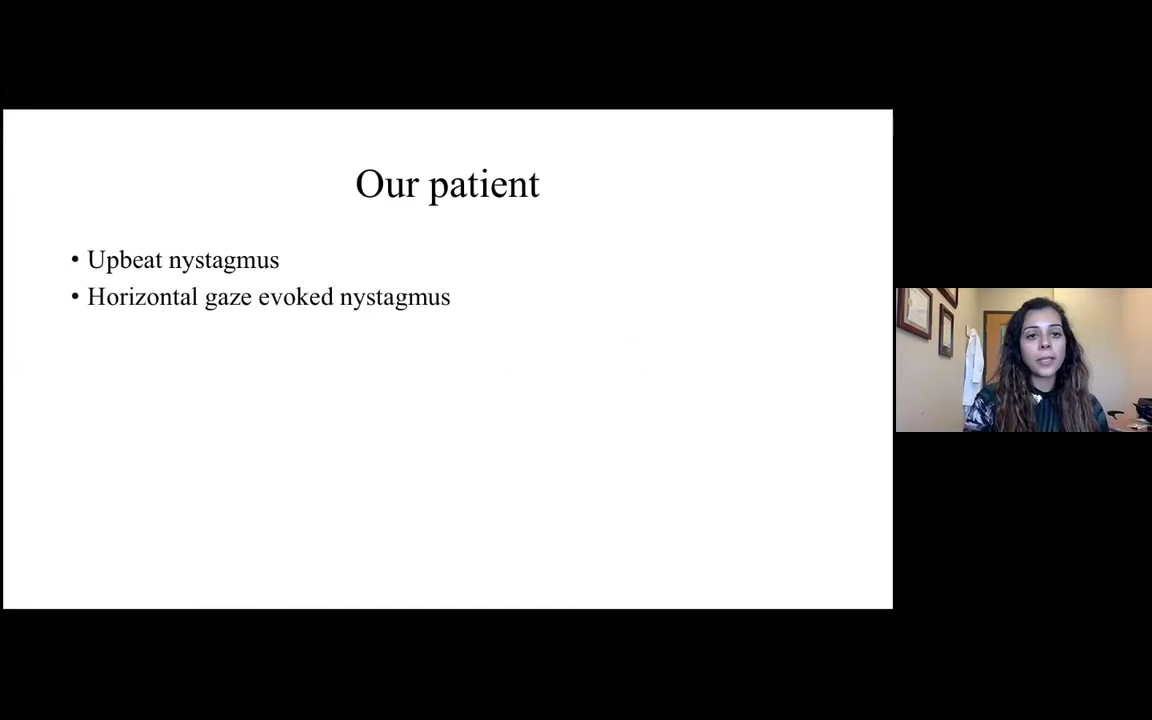 Our patient
• Upbeat nystagmus
• Horizontal gaze evoked nystagmus